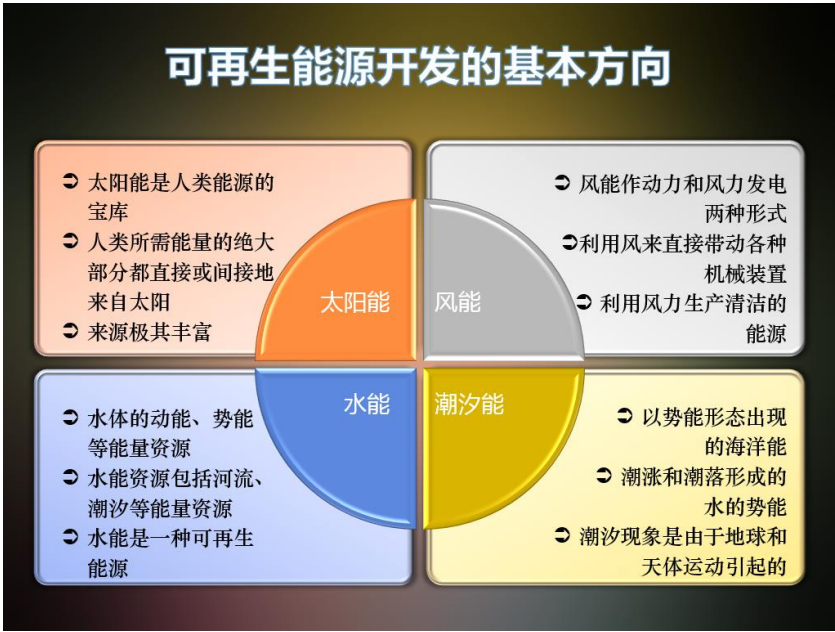 可再生能源开发的基本方向
➲ 太阳能是人类能源的
宝库
➲ 人类所需能量的绝大
部分都直接或间接地
来自太阳
➲ 来源极其丰富
➲ 风能作动力和风力发电
两种形式
➲利用风来直接带动各种
机械装置
➲ 利用风力生产清洁的
能源
太阳能
风能
水能
潮汐能
➲ 水体的动能、势能
等能量资源
➲ 水能资源包括河流、
潮汐等能量资源
➲ 水能是一种可再生
能源
➲ 以势能形态出现
的海洋能
➲ 潮涨和潮落形成的
水的势能
➲ 潮汐现象是由于地球和
天体运动引起的